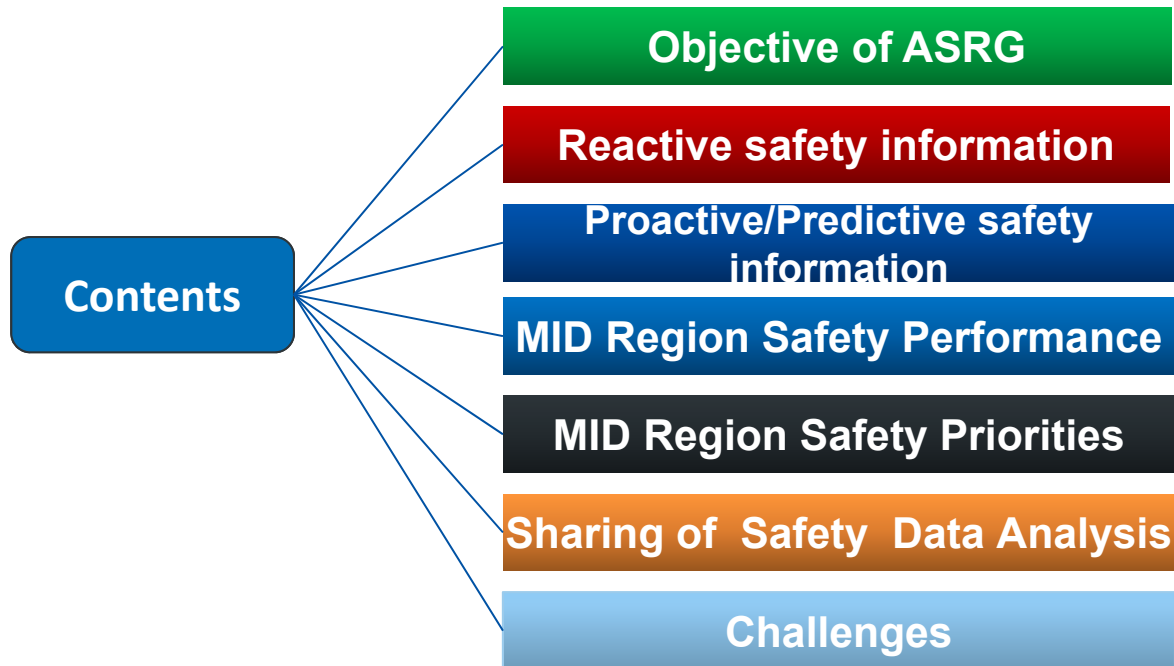 Contents
Objective of ASRG
Reactive safety information
Proactive/Predictive safety
information
MID Region Safety Performance
MID Region Safety Priorities
Sharing of Safety Data Analysis
Challenges